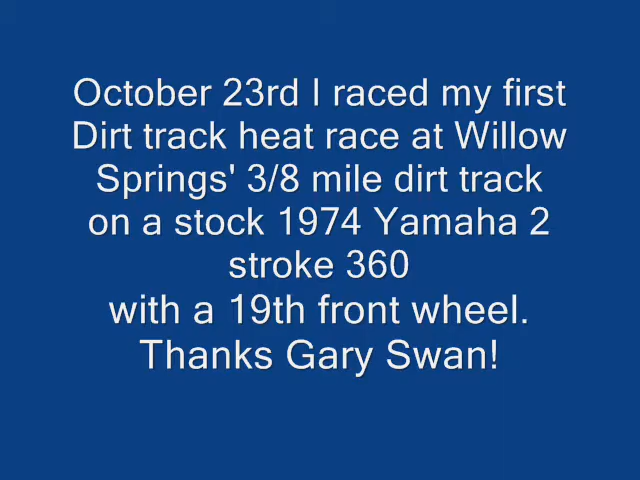 October 23rd I raced my first
Dirt track heat race at Willow
Springs' 3/8 mile dirt track
on a stock 1974 Yamaha 2
stroke 360
with a 19th front wheel.
Thanks Gary Swan!